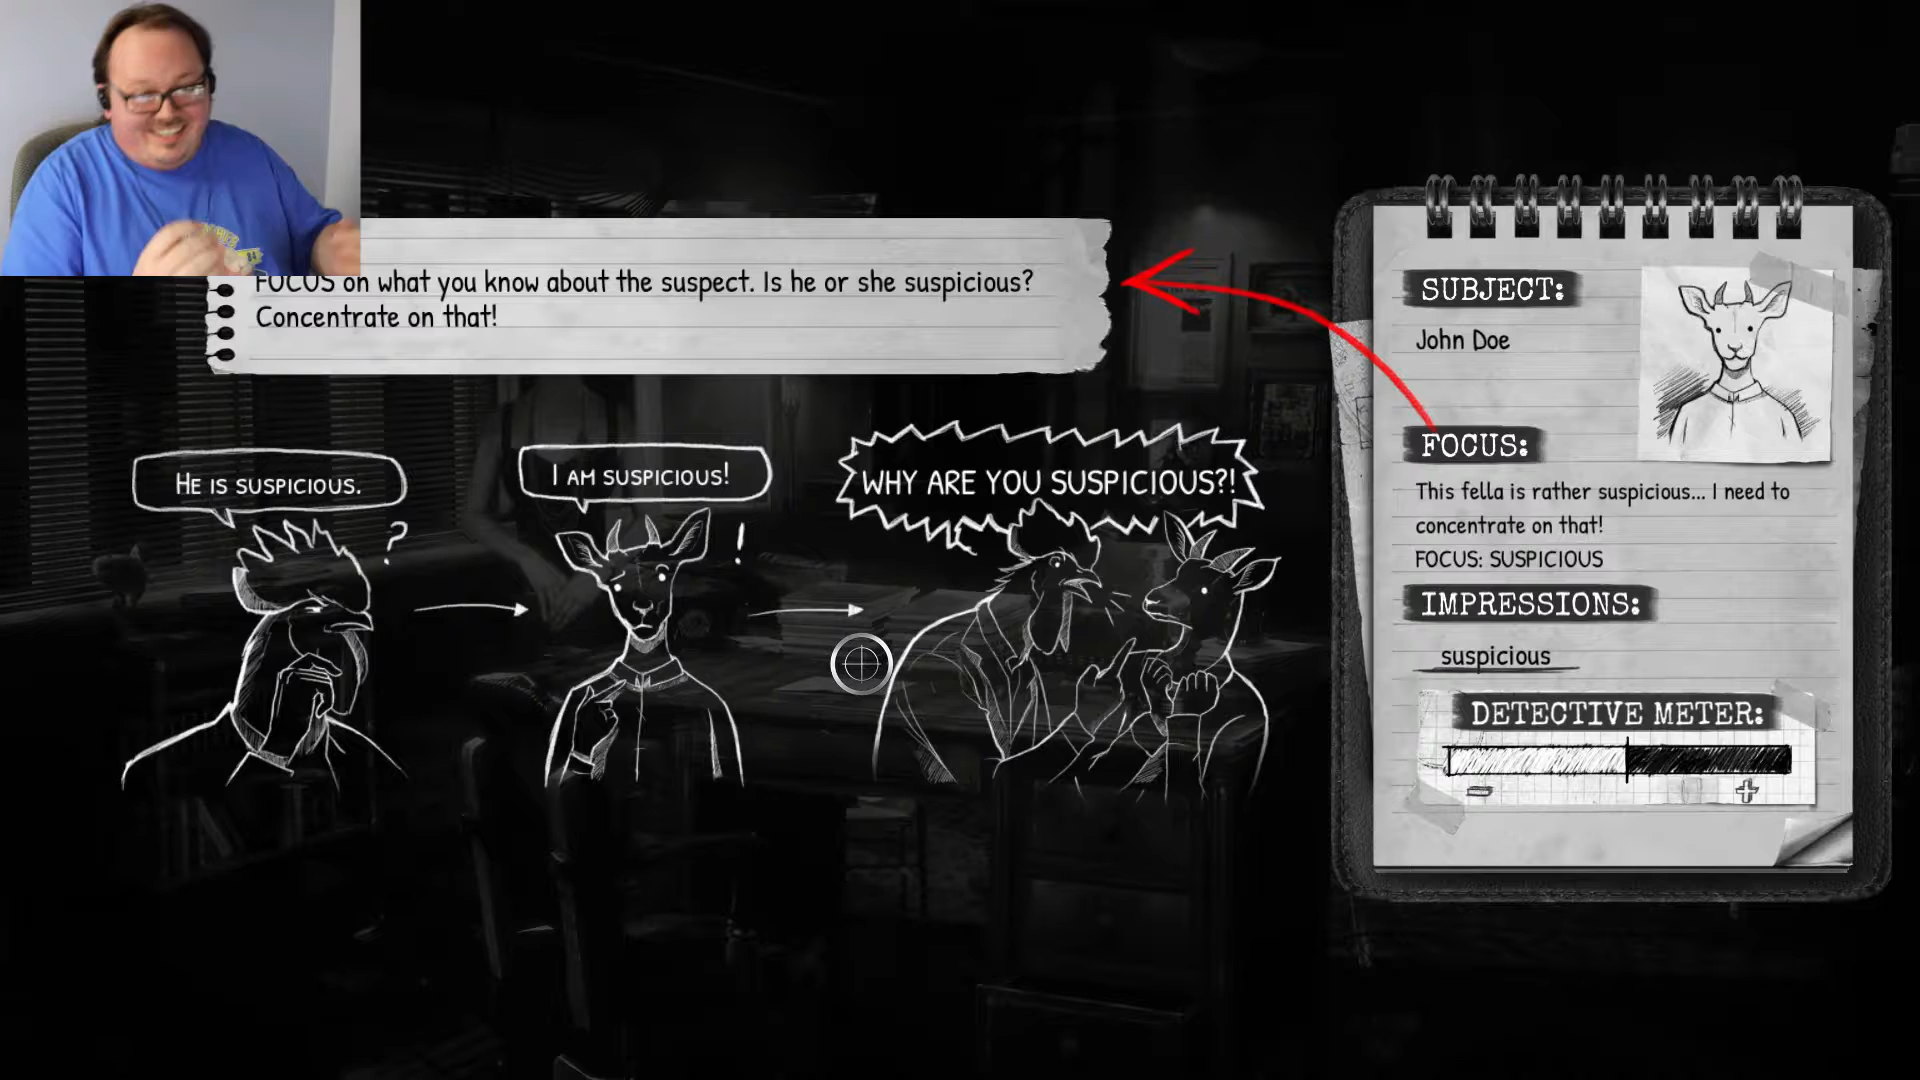 FOCUS on what you know about the suspect. Is he or she suspicious?
Concentrate on that!
HE IS SUSPICIOUS.
?
I AM SUSPICIOUS!
!
WHY ARE YOU SUSPICIOUS?!
SUBJECT:
John Doe
FOCUS:
This fella is rather suspicious... I need to
concentrate on that!
FOCUS: SUSPICIOUS
IMPRESSIONS:
suspicious
DETECTIVE METER:
- +